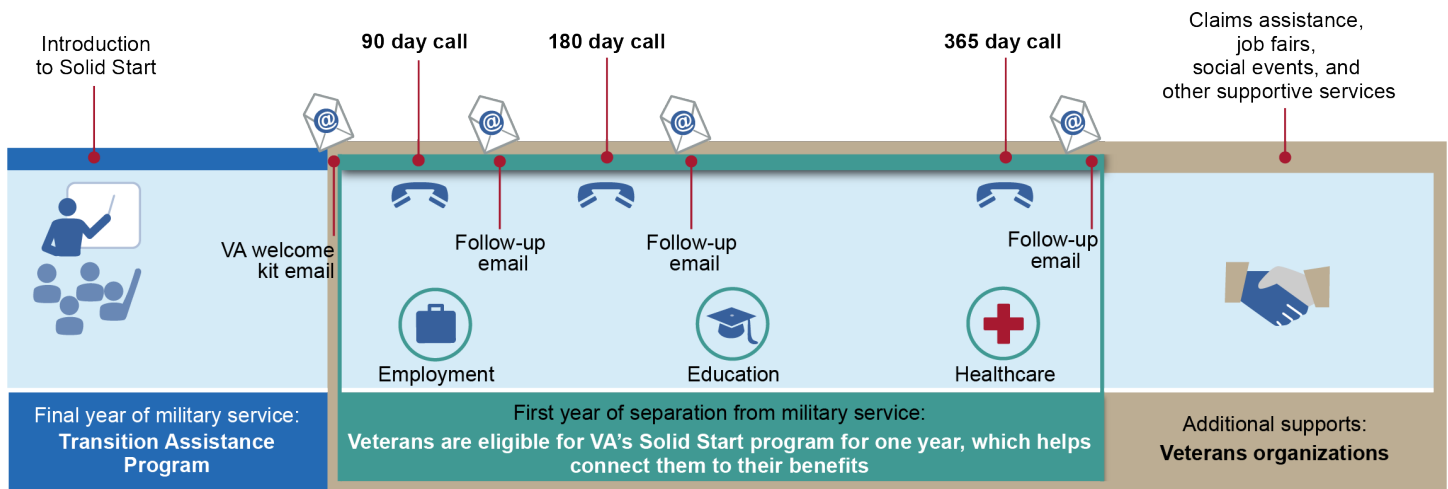 Introduction
to Solid Start
90 day call
180 day call
365 day call
Claims assistance,
job fairs,
social events, and
other supportive services
@
@
@
@
VA welcome
kit email
Follow-up
email
Follow-up
email
Follow-up
email
Employment
Education
Healthcare
Final year of military service:
Transition Assistance
Program
First year of separation from military service:
Veterans are eligible for VA's Solid Start program for one year, which helps
connect them to their benefits
Additional supports:
Veterans organizations